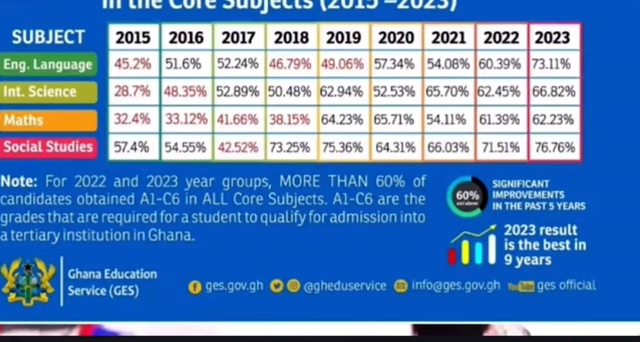 in the Core Subjects (2015 –2023)
SUBJECT 2015 2016 2017 2018 2019 2020 2021 2022 2023
Eng. Language 45.2% 51.6% 52.24% 46.79% 49.06% 57.34% 54.08% 60.39% 73.11%
Int. Science 28.7% 48.35% 52.89% 50.48% 62.94% 52.53% 65.70% 62.45% 66.82%
Maths 32.4% 33.12% 41.66% 38.15% 64.23% 65.71% 54.11% 61.39% 62.23%
Social Studies 57.4% 54.55% 42.52% 73.25% 75.36% 64.31% 66.03% 71.51% 76.76%
Note: For 2022 and 2023 year groups, MORE THAN 60% of
candidates obtained A1-C6 in ALL Core Subjects. A1-C6 are the
grades that are required for a student to qualify for admission into
a tertiary institution in Ghana.
60%
SIGNIFICANT
IMPROVEMENTS
IN THE PAST 5 YEARS
2023 result
is the best in
9 years
Ghana Education
Service (GES)
ges.gov.gh @gheduservice info@ges.gov.gh YouTube ges official